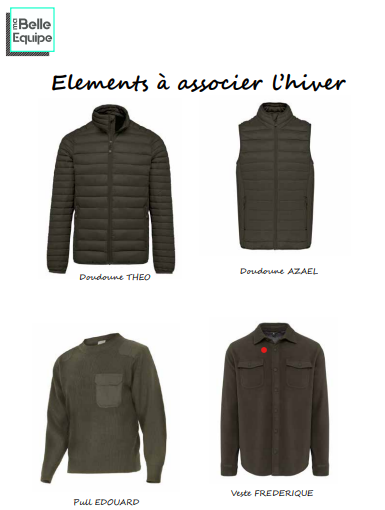 ma
Belle
Equipe
Elements à associer l'hiver
Doudoune THEO
Doudoune AZAEL
Pull EDOUARD
Veste FREDERIQUE